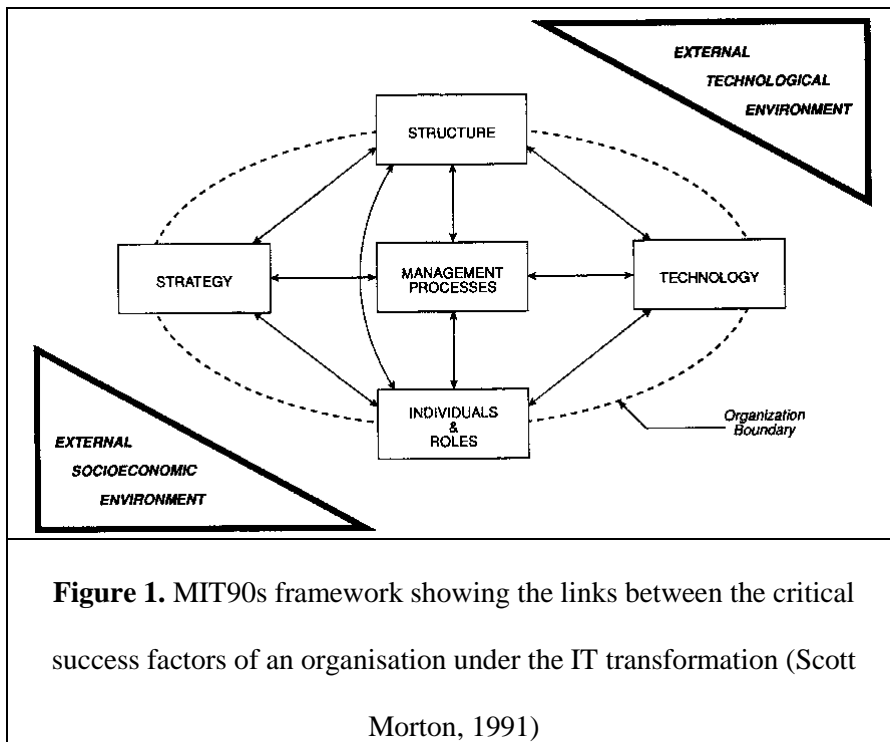 EXTERNAL
TECHNOLOGICAL
ENVIRONMENT
STRUCTURE
STRATEGY
MANAGEMENT
PROCESSES
TECHNOLOGY
INDIVIDUALS
&
ROLES
Organization
Boundary
EXTERNAL
SOCIOECONOMIC
ENVIRONMENT
Figure 1. MIT90s framework showing the links between the critical
success factors of an organisation under the IT transformation (Scott
Morton, 1991)